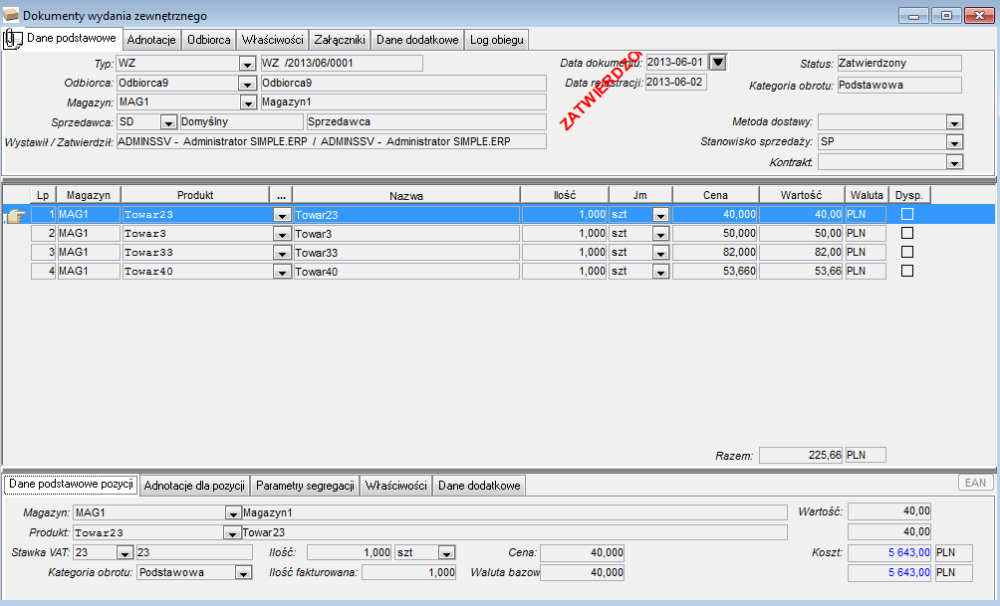 Dokumenty wydania zewnętrznego
Dane podstawowe Adnotacje Odbiorca Właściwości Załączniki Dane dodatkowe Log obiegu
Typ: WZ WZ /2013/06/0001 Data dokumentu: 2013-06-01 Status: Zatwierdzony
Odbiorca: Odbiorca9 Odbiorca9 Data rejestracji: 2013-06-02 Kategoria obrotu: Podstawowa
Magazyn: MAG1 Magazyn1
ZATWIERDZO
Sprzedawca: SD Domyślny Sprzedawca Metoda dostawy:
Wystawił / Zatwierdził: ADMINSSV - Administrator SIMPLE.ERP / ADMINSSV - Administrator SIMPLE.ERP Stanowisko sprzedaży: SP
Kontrakt:
Lp Magazyn Produkt ... Nazwa Ilość Jm Cena Wartość Waluta Dysp.
1 MAG1 Towar23 Towar23 1,000 szt 40,000 40,00 PLN
2 MAG1 Towar3 Towar3 1,000 szt 50,000 50,00 PLN
3 MAG1 Towar33 Towar33 1,000 szt 82,000 82,00 PLN
4 MAG1 Towar40 Towar40 1,000 szt 53,660 53,66 PLN
Razem: 225,66 PLN
Dane podstawowe pozycji Adnotacje dla pozycji Parametry segregacji Właściwości Dane dodatkowe EAN
Magazyn: MAG1 Magazyn1 Wartość: 40,00
Produkt: Towar23 Towar23 40,00
Stawka VAT: 23 23 Ilość: 1,000 szt Cena: 40,000 Koszt: 5 643,00 PLN
Kategoria obrotu: Podstawowa Ilość fakturowana: 1,000 Waluta bazow 40,000 5 643,00 PLN